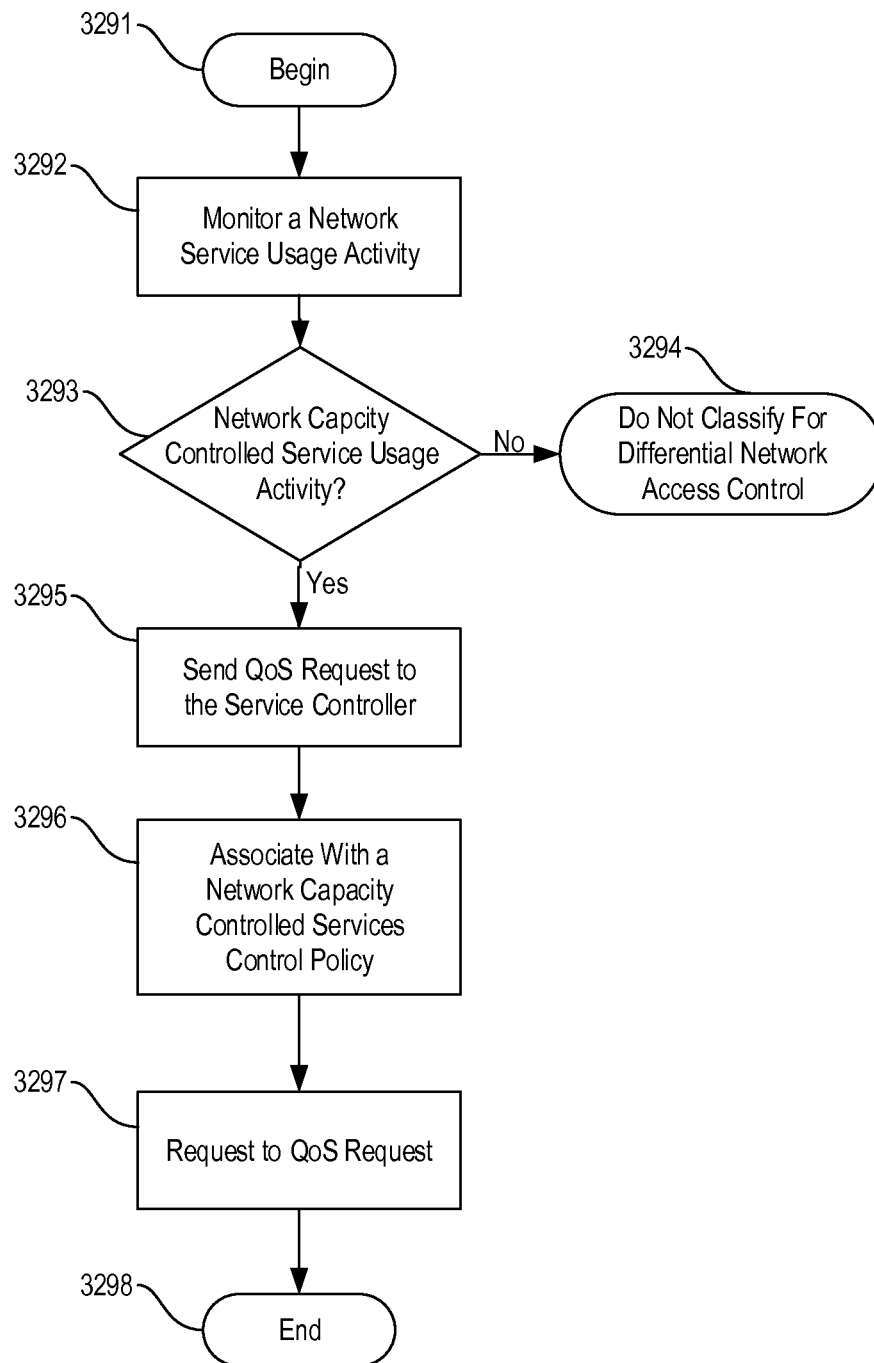 3291
Begin
3292
Monitor a Network
Service Usage Activity
3293
Network Capcity
Controlled Service Usage
Activity?
No
3294
Do Not Classify For
Differential Network
Access Control
Yes
3295
Send QoS Request to
the Service Controller
3296
Associate With a
Network Capacity
Controlled Services
Control Policy
3297
Request to QoS Request
3298
End